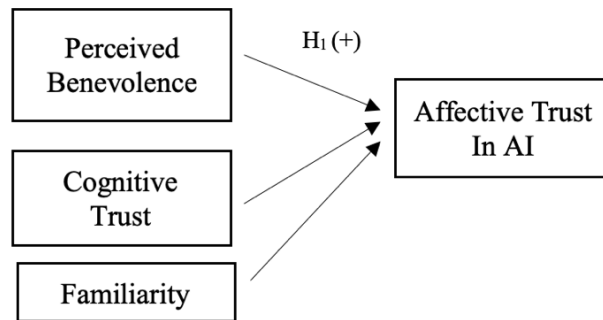 Perceived
Benevolence
H₁ (+)
Affective Trust
In AI
Cognitive
Trust
Familiarity